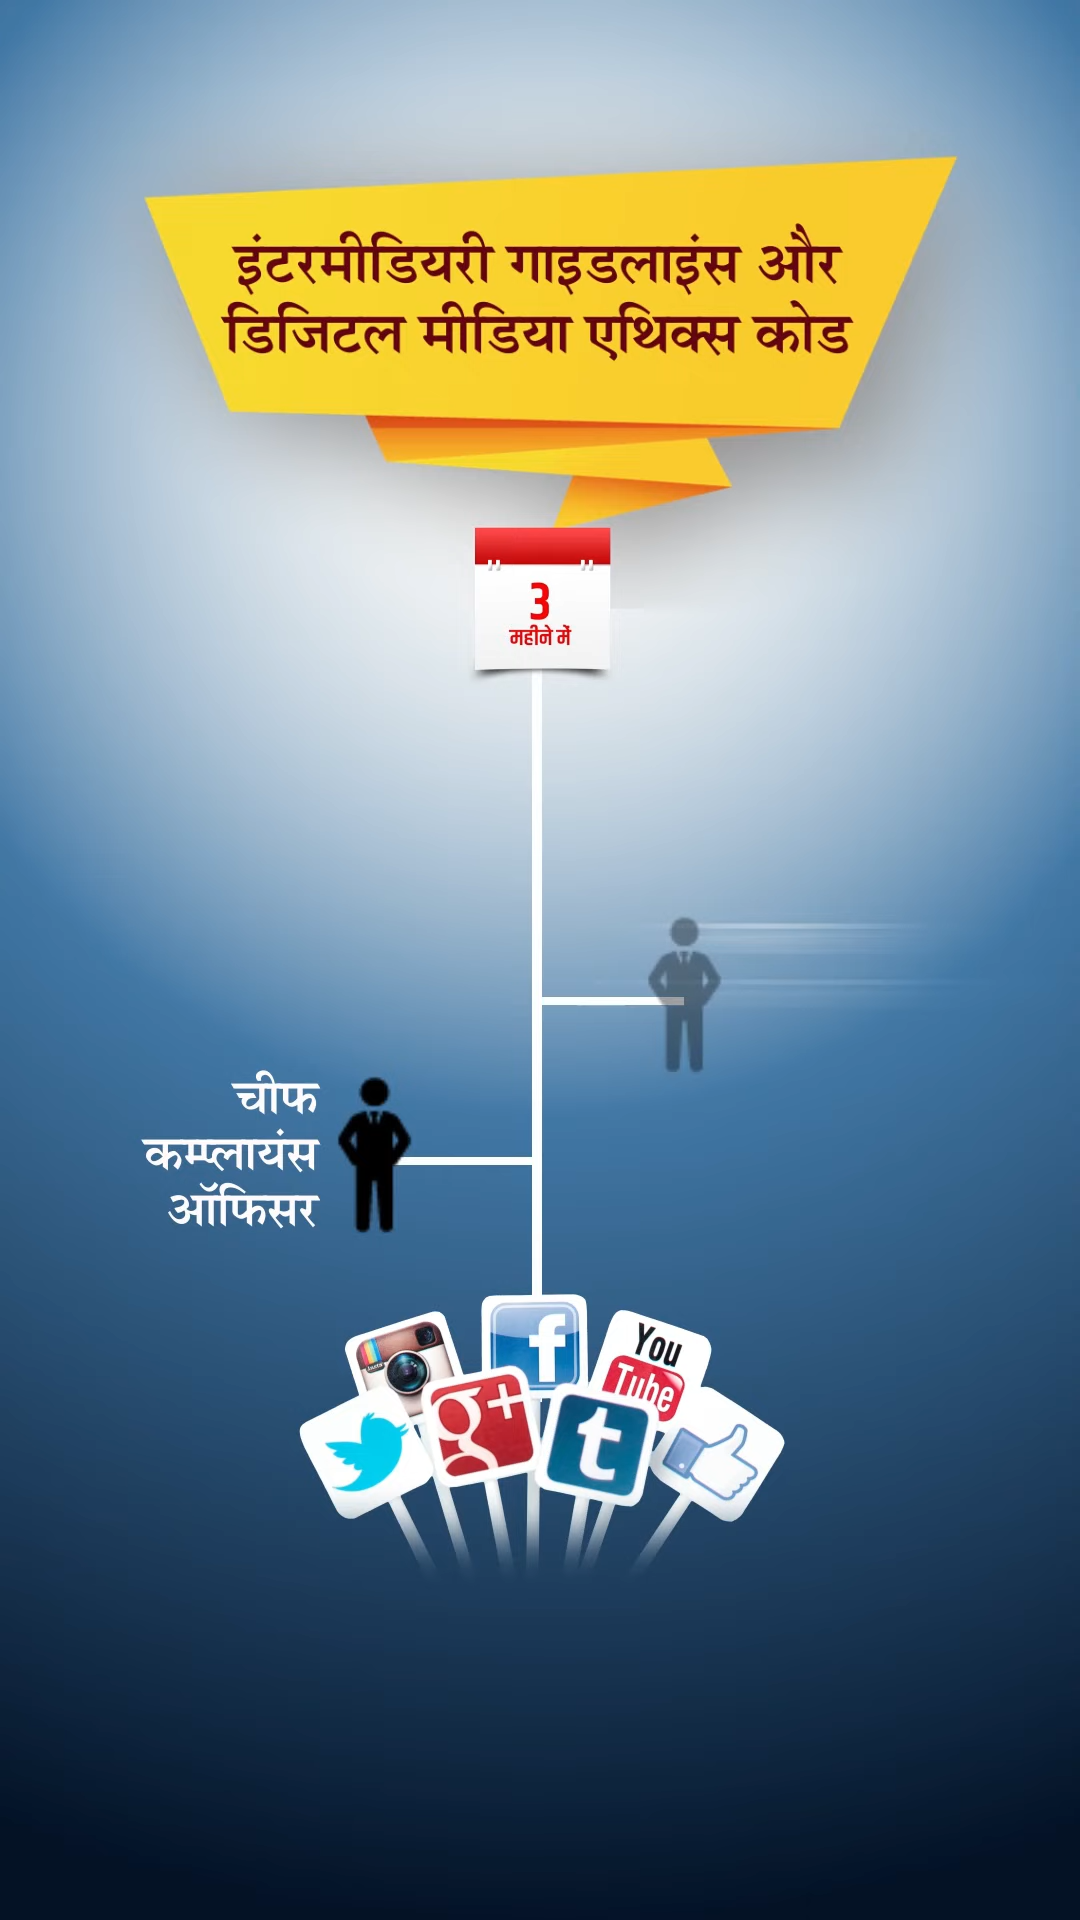 इंटरमीडियरी गाइडलाइंस और
डिजिटल मीडिया एथिक्स कोड
3
महीने में
चीफ
कम्प्लायंस
ऑफिसर
f
You
Tube
g+
t